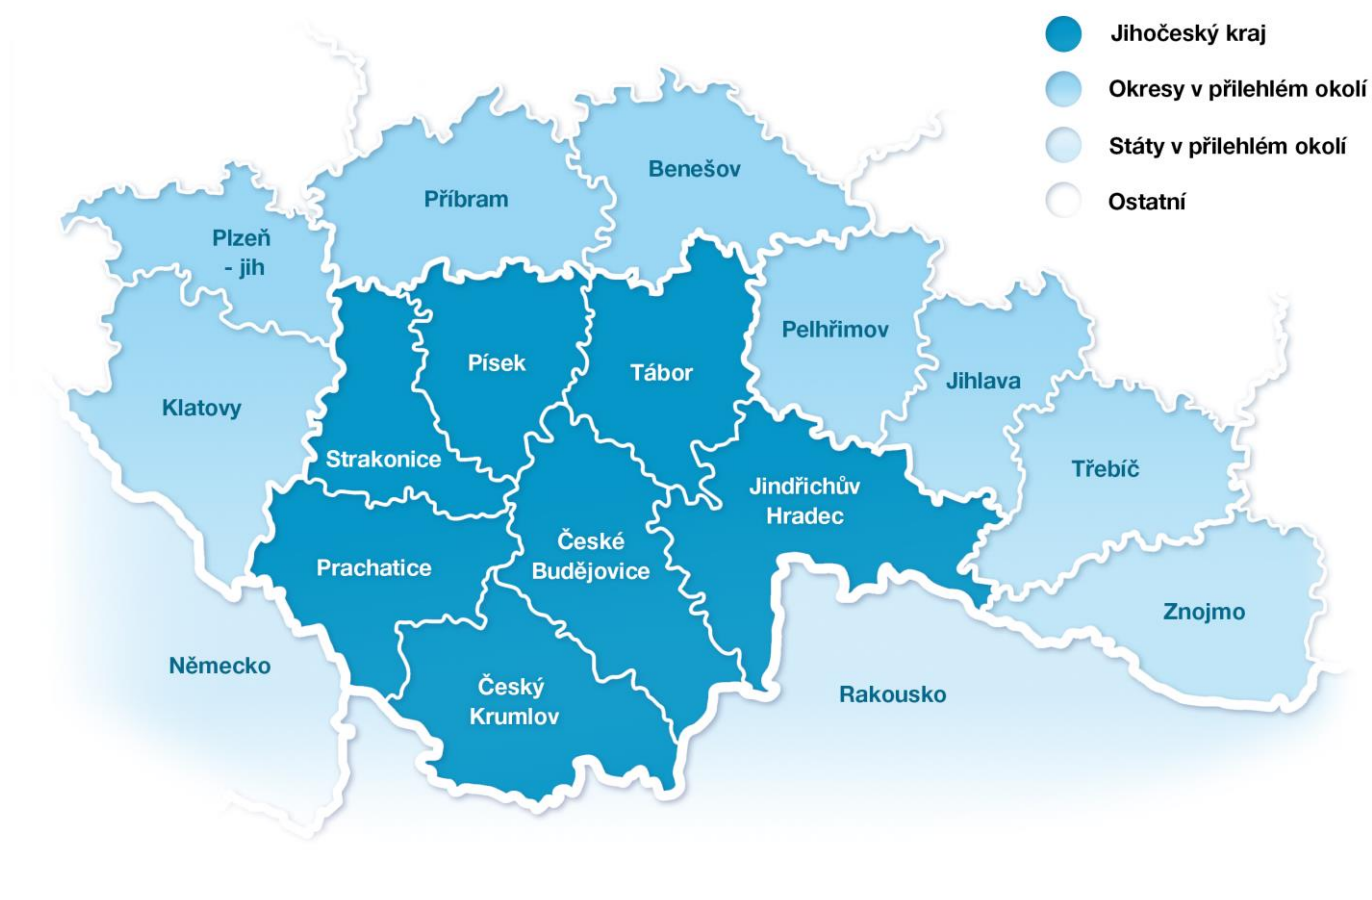 Jihočeský kraj
Okresy v přilehlém okolí
Státy v přilehlém okolí
Ostatní
Benešov
Příbram
Plzeň
- jih
Pelhřimov
Písek
Tábor
Jihlava
Klatovy
Strakonice
Třebíč
Jindřichův
Hradec
České
Budějovice
Prachatice
Znojmo
Německo
Český
Krumlov
Rakousko